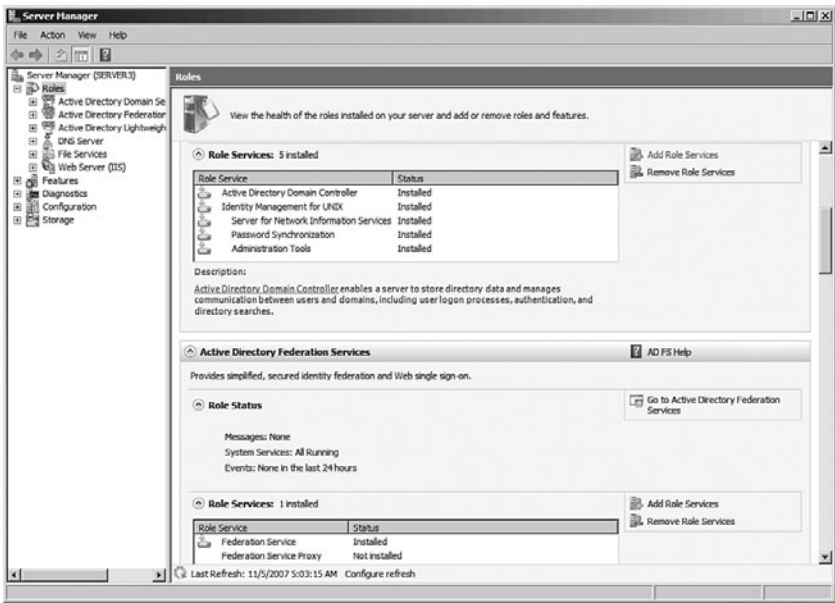 Server Manager
File Action View Help
Server Manager (SERVER3)
Roles
Active Directory Domain Se
Active Directory Federation
Active Directory Lightweigh
DNS Server
File Services
Web Server (IIS)
Features
Diagnostics
Configuration
Storage
Roles
View the health of the roles installed on your server and add or remove roles and features.
Role Services: 5 installed
Add Role Services
Remove Role Services
Role Service Status
Active Directory Domain Controller Installed
Identity Management for UNIX Installed
Server for Network Information Services Installed
Password Synchronization Installed
Administration Tools Installed
Description:
Active Directory Domain Controller enables a server to store directory data and manages
communication between users and domains, including user logon processes, authentication, and
directory searches.
Active Directory Federation Services
AD FS Help
Provides simplified, secured identity federation and Web single sign-on.
Role Status
Go to Active Directory Federation
Services
Messages: None
System Services: All Running
Events: None in the last 24 hours
Role Services: 1 installed
Add Role Services
Remove Role Services
Role Service Status
Federation Service Installed
Federation Service Proxy Not installed
Last Refresh: 11/5/2007 5:03:15 AM Configure refresh